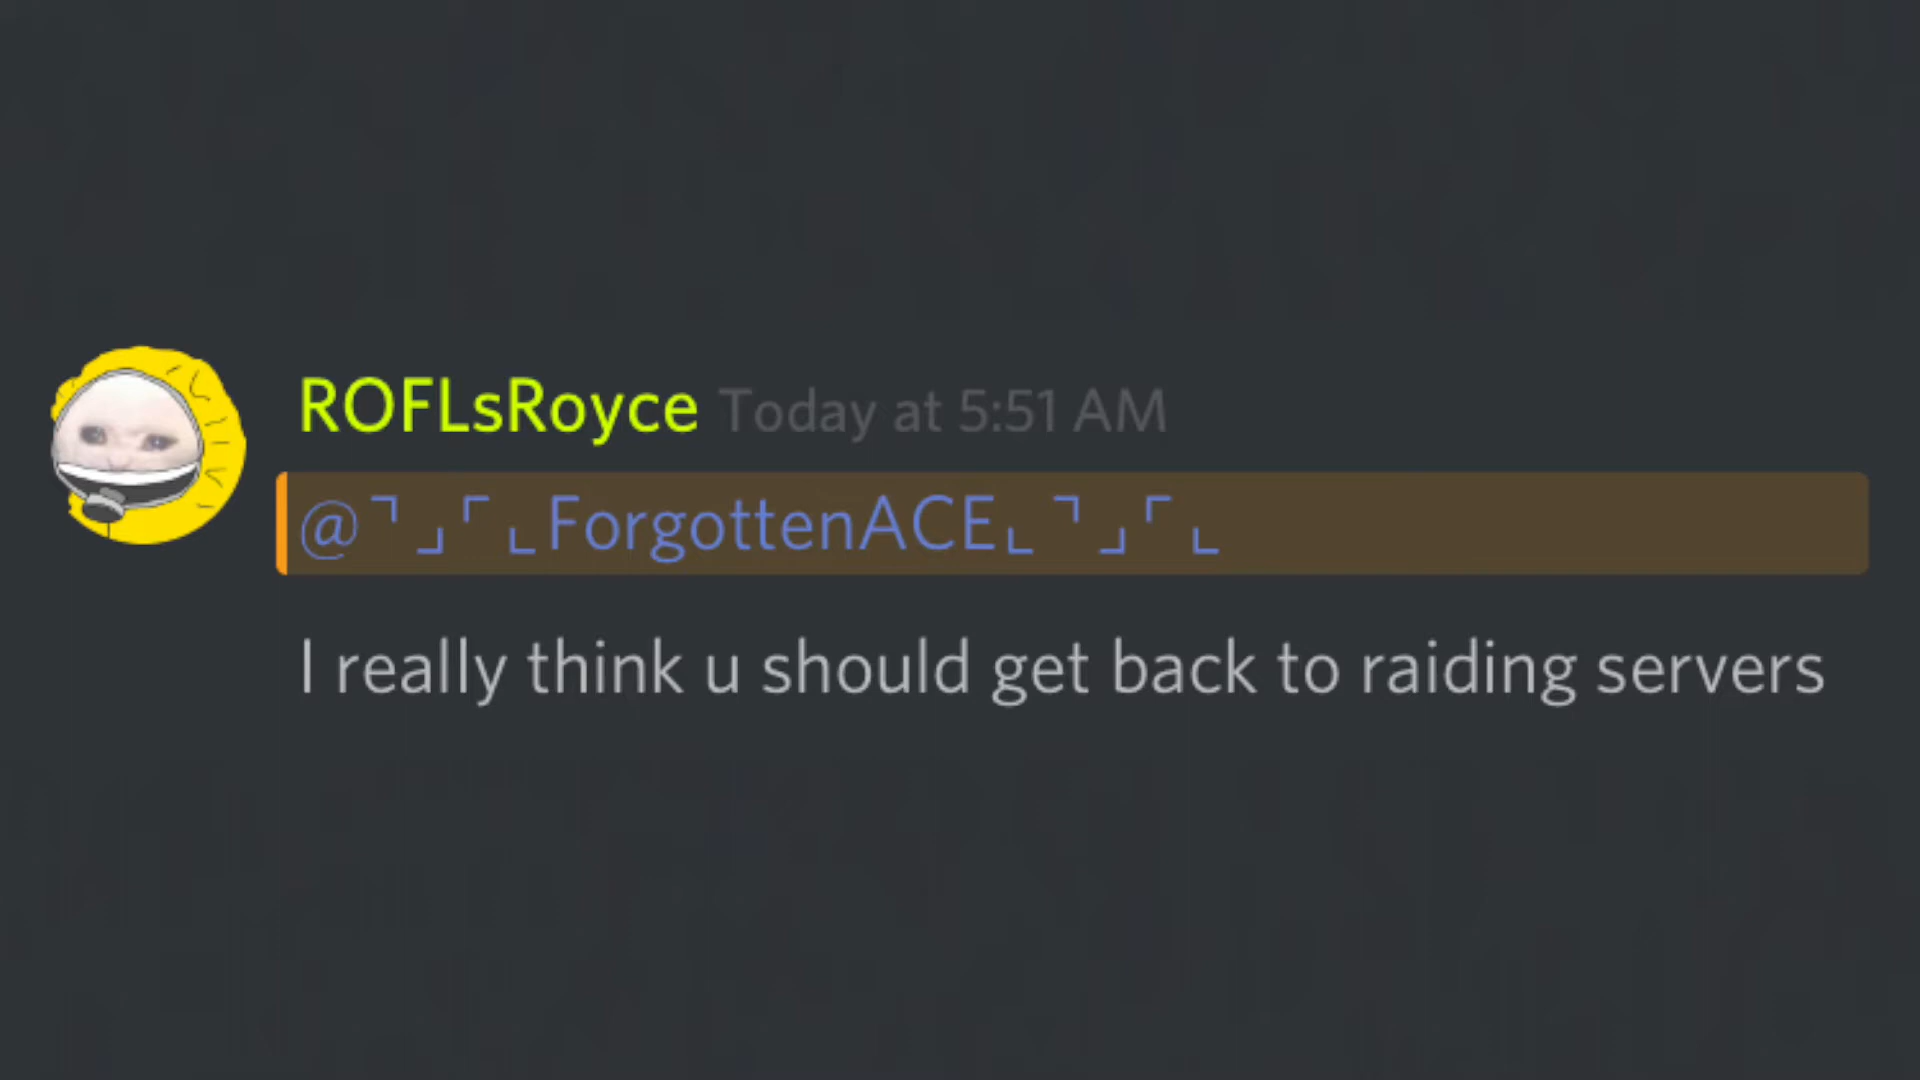 ROFLsRoyce Today at 5:51 AM
@⌝⌟⌜⌞ForgottenACE⌞⌝⌟⌜⌞
I really think u should get back to raiding servers